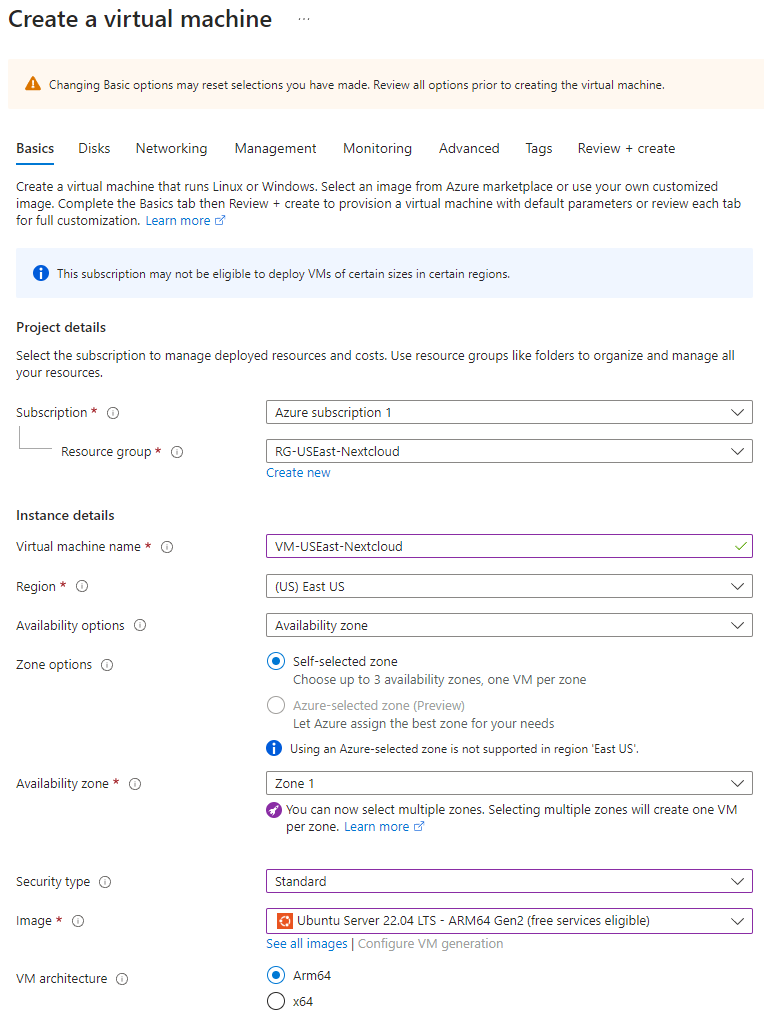 Create a virtual machine ...
Changing Basic options may reset selections you have made. Review all options prior to creating the virtual machine.
Basics Disks Networking Management Monitoring Advanced Tags Review + create
Create a virtual machine that runs Linux or Windows. Select an image from Azure marketplace or use your own customized
image. Complete the Basics tab then Review + create to provision a virtual machine with default parameters or review each tab
for full customization. Learn more
This subscription may not be eligible to deploy VMs of certain sizes in certain regions.
Project details
Select the subscription to manage deployed resources and costs. Use resource groups like folders to organize and manage all
your resources.
Subscription * Azure subscription 1
Resource group * RG-USEast-Nextcloud
Create new
Instance details
Virtual machine name * VM-USEast-Nextcloud
Region * (US) East US
Availability options Availability zone
Zone options Self-selected zone
Choose up to 3 availability zones, one VM per zone
Azure-selected zone (Preview)
Let Azure assign the best zone for your needs
Using an Azure-selected zone is not supported in region 'East US'.
Availability zone * Zone 1
You can now select multiple zones. Selecting multiple zones will create one VM
per zone. Learn more
Security type Standard
Image * Ubuntu Server 22.04 LTS - ARM64 Gen2 (free services eligible)
See all images | Configure VM generation
VM architecture Arm64
x64